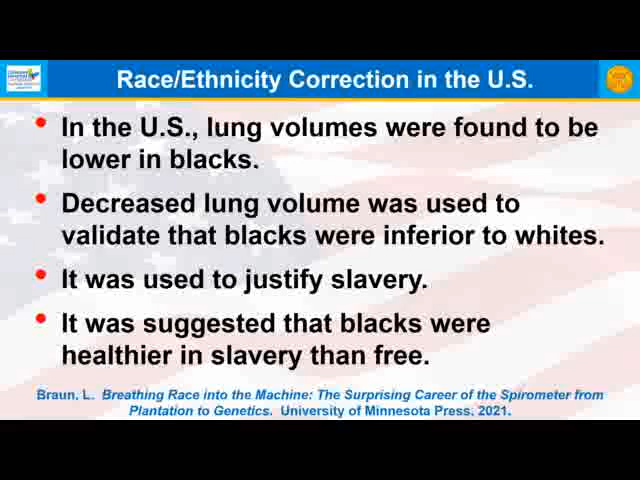 Race/Ethnicity Correction in the U.S.
• In the U.S., lung volumes were found to be
lower in blacks.
• Decreased lung volume was used to
validate that blacks were inferior to whites.
• It was used to justify slavery.
• It was suggested that blacks were
healthier in slavery than free.
Braun, L. Breathing Race into the Machine: The Surprising Career of the Spirometer from
Plantation to Genetics. University of Minnesota Press, 2021.